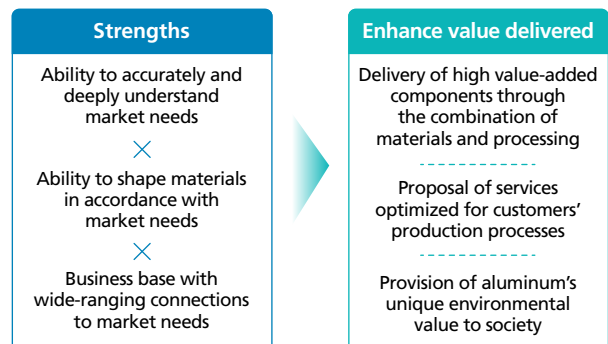 Strengths
Ability to accurately and
deeply understand
market needs
×
Ability to shape materials
in accordance with
market needs
×
Business base with
wide-ranging connections
to market needs
Enhance value delivered
Delivery of high value-added
components through
the combination of
materials and processing
Proposal of services
optimized for customers’
production processes
Provision of aluminum’s
unique environmental
value to society